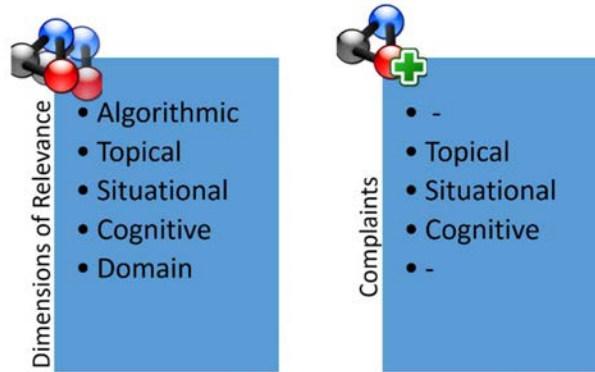 Dimensions of Relevance
• Algorithmic
• Topical
• Situational
• Cognitive
• Domain
Complaints
• -
• Topical
• Situational
• Cognitive
• -